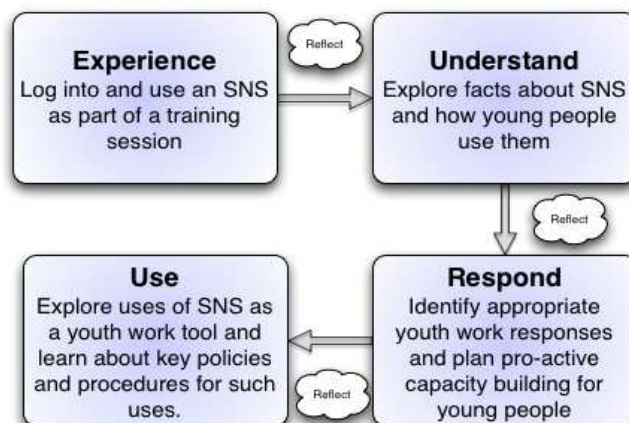 Experience
Log into and use an SNS
as part of a training
session
Reflect
Understand
Explore facts about SNS
and how young people
use them
Reflect
Respond
Identify appropriate
youth work responses
and plan pro-active
capacity building for
young people
Reflect
Use
Explore uses of SNS as
a youth work tool and
learn about key policies
and procedures for such
uses.